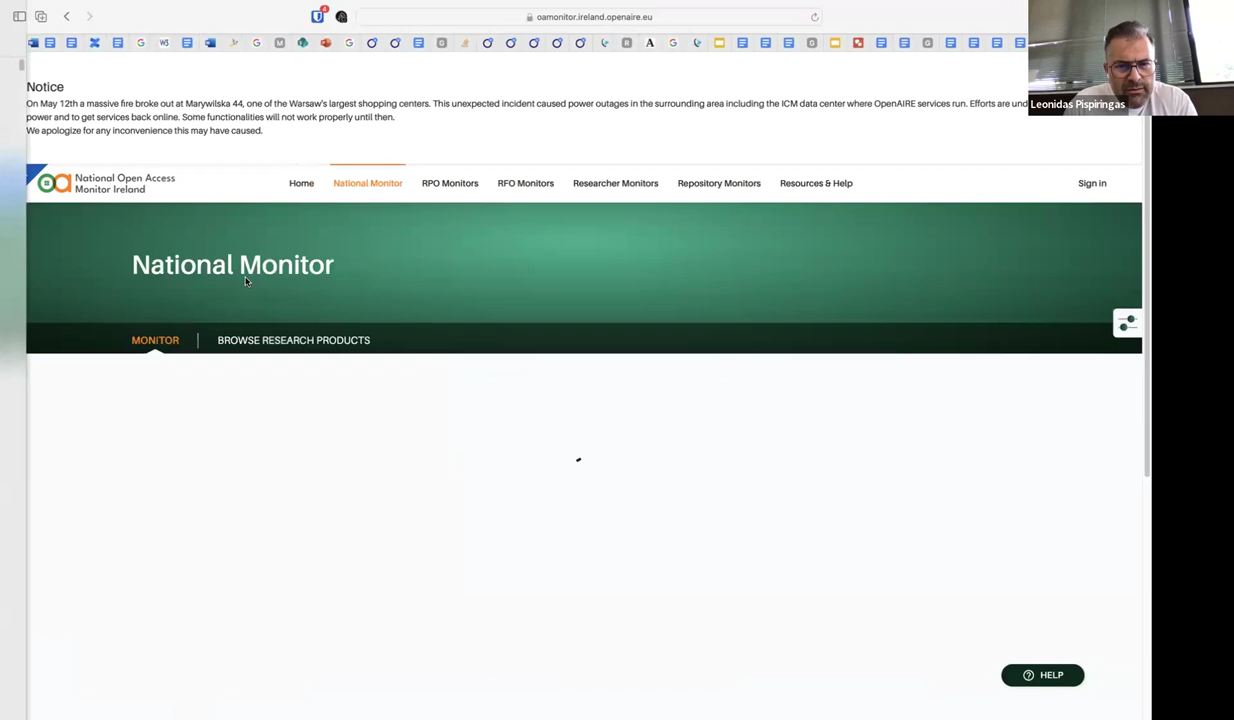 4
oamonitor.ireland.openaire.eu
W3
Leonidas Pispiringas
Notice
On May 12th a massive fire broke out at Marywilska 44, one of the Warsaw's largest shopping centers. This unexpected incident caused power outages in the surrounding area including the ICM data center where OpenAIRE services run. Efforts are
power and to get services back online. Some functionalities will not work properly until then.
We apologize for any inconvenience this may have caused.
National Open Access
Monitor Ireland
Home National Monitor RPO Monitors RFO Monitors Researcher Monitors Repository Monitors Resources & Help Sign in
National Monitor
MONITOR | BROWSE RESEARCH PRODUCTS
HELP